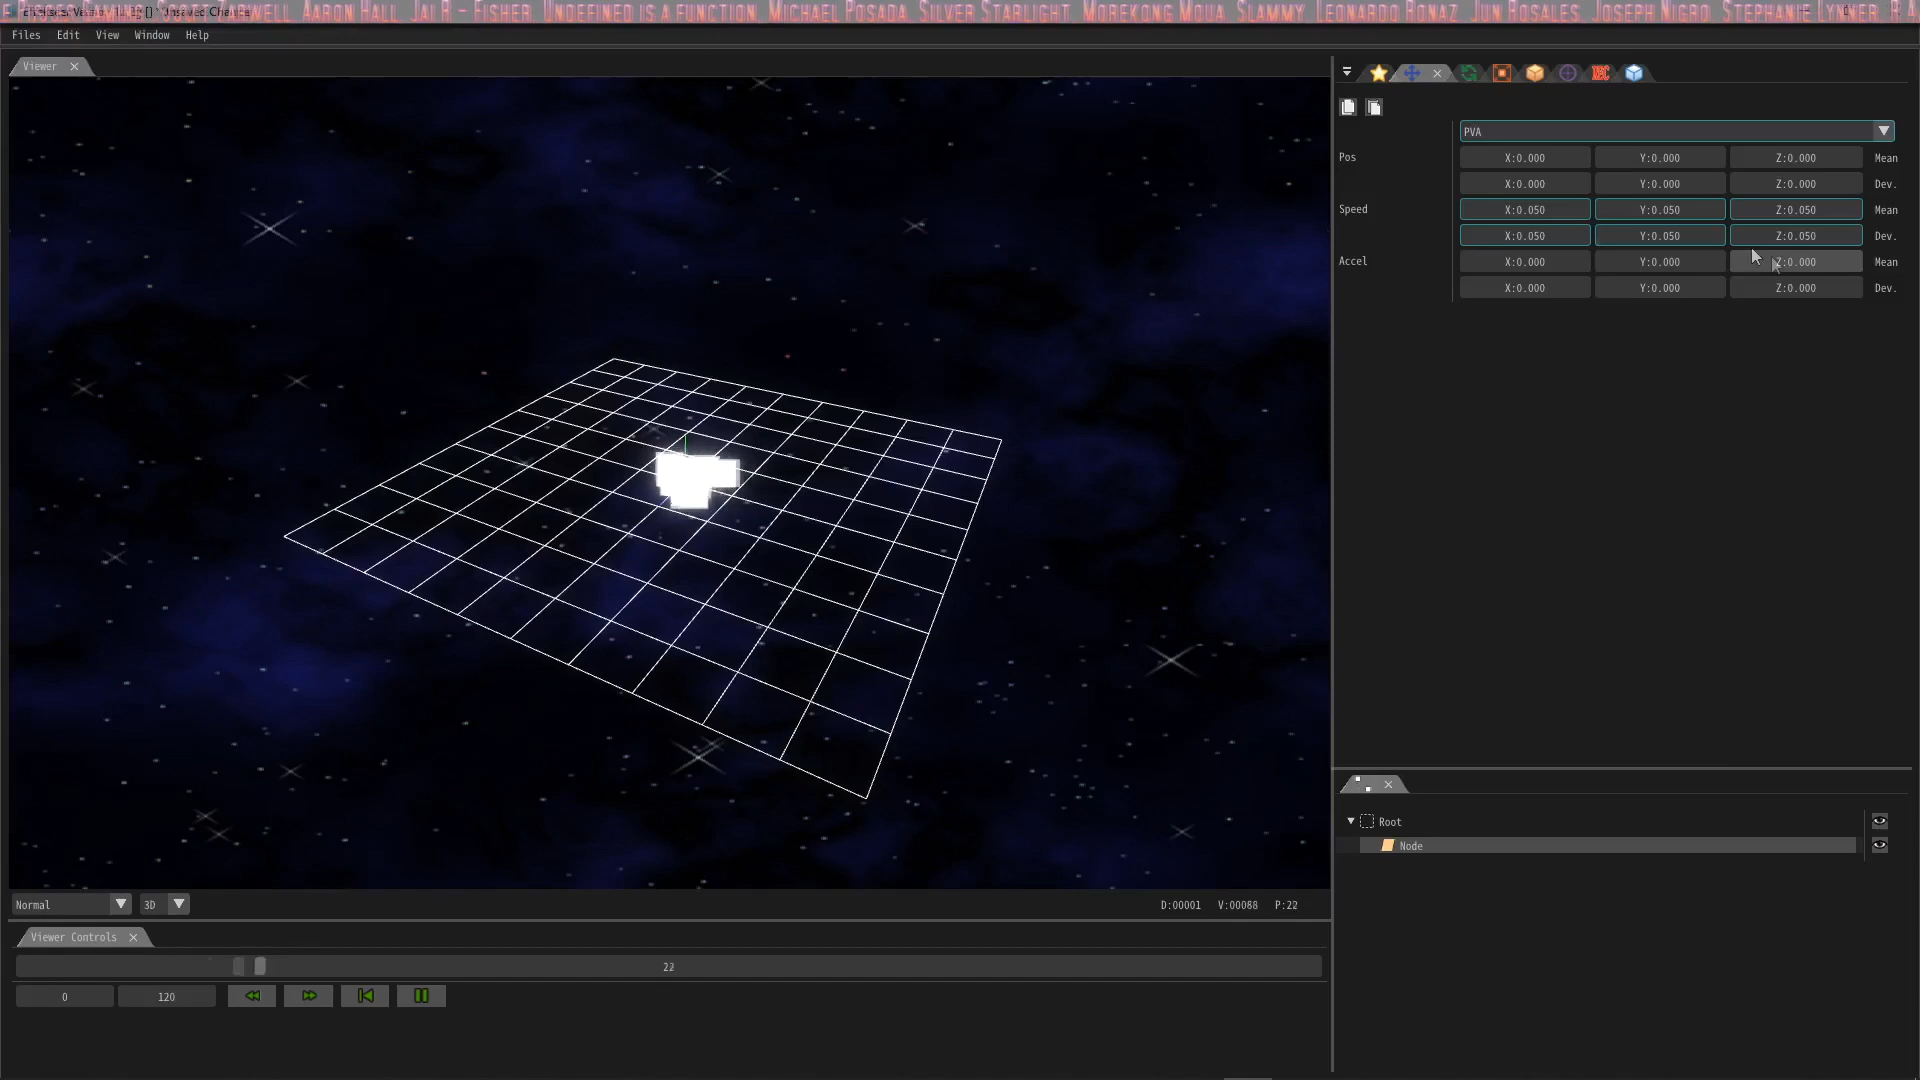 Aaron Hall, Jai B - Fisher, Undefined is a function, Michael Posada, Silver Starlight, Morekong Moua, Slammy, Leonardo Bonaz, Jun Rosales, Joseph Nigro, Stephanie
Files Edit View Window Help
Viewer
PVA
Pos X:0.000 Y:0.000 Z:0.000 Mean
X:0.000 Y:0.000 Z:0.000 Dev.
Speed X:0.050 Y:0.050 Z:0.050 Mean
X:0.050 Y:0.050 Z:0.050 Dev.
Accel X:0.000 Y:0.000 Z:0.000 Mean
X:0.000 Y:0.000 Z:0.000 Dev.
Root
Node
Normal 3D D:00001 V:00088 P:22
Viewer Controls
22
0 120